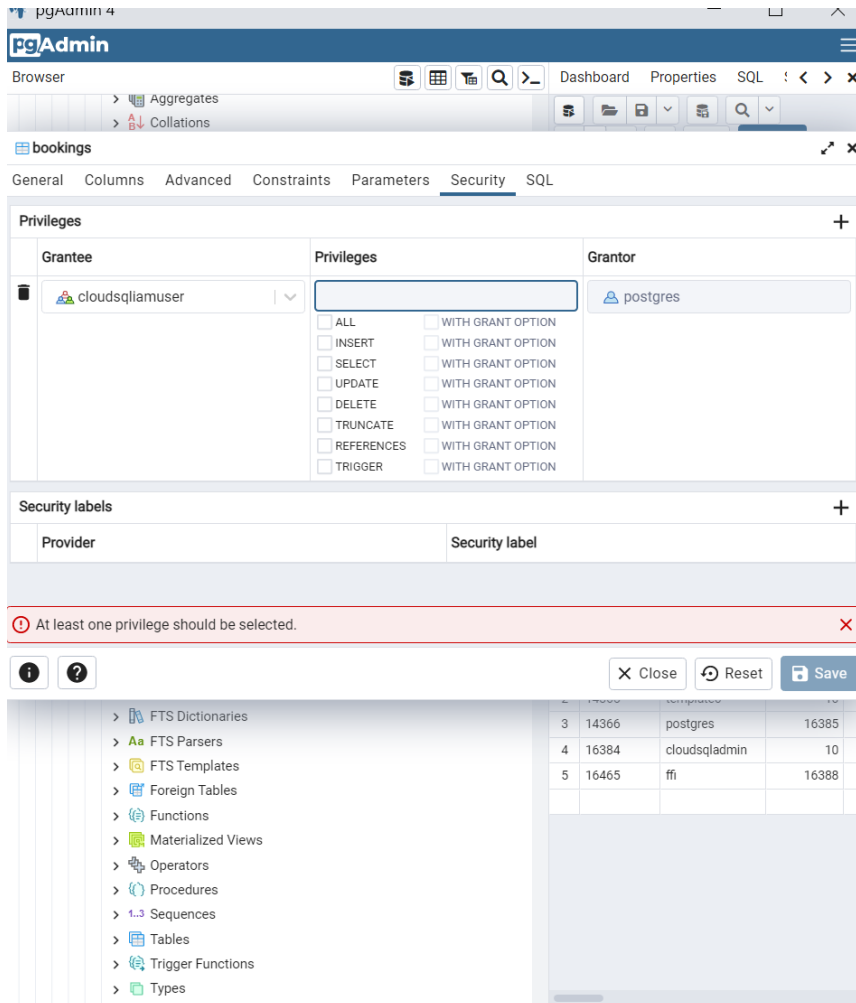 pgAdmin 4
pgAdmin
Browser
Dashboard Properties SQL
Aggregates
Collations
bookings
General Columns Advanced Constraints Parameters Security SQL
Privileges
Grantee Privileges Grantor
cloudsqliamuser postgres
ALL WITH GRANT OPTION
INSERT WITH GRANT OPTION
SELECT WITH GRANT OPTION
UPDATE WITH GRANT OPTION
DELETE WITH GRANT OPTION
TRUNCATE WITH GRANT OPTION
REFERENCES WITH GRANT OPTION
TRIGGER WITH GRANT OPTION
Security labels
Provider Security label
At least one privilege should be selected.
Close Reset Save
FTS Dictionaries
Aa FTS Parsers
FTS Templates
Foreign Tables
Functions
Materialized Views
Operators
Procedures
1..3 Sequences
Tables
Trigger Functions
Types
3 14366 postgres 16385
4 16384 cloudsqladmin 10
5 16465 ffi 16388